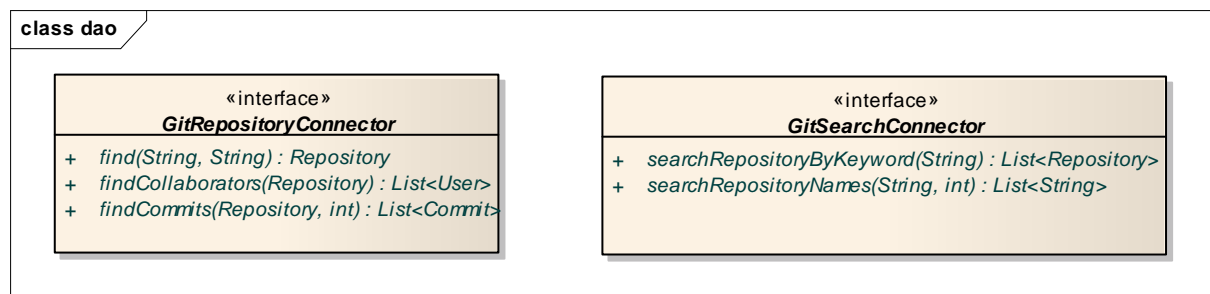 class dao
«interface»
GitRepositoryConnector
+ find(String, String) : Repository
+ findCollaborators(Repository) : List<User>
+ findCommits(Repository, int) : List<Commit>
«interface»
GitSearchConnector
+ searchRepositoryByKeyword(String) : List<Repository>
+ searchRepositoryNames(String, int) : List<String>